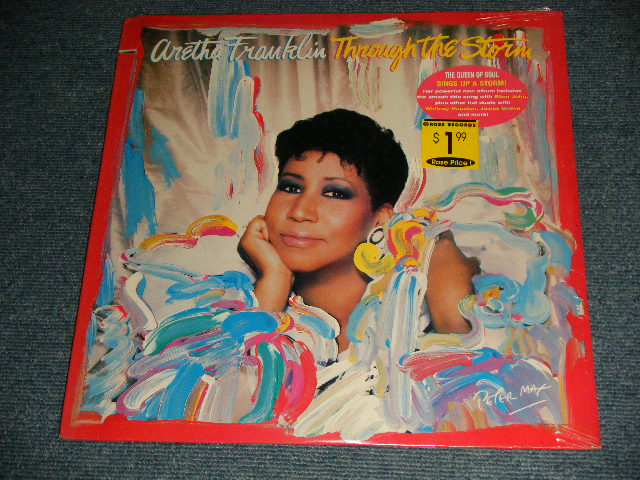 Aretha Franklin Through the Storm
THE QUEEN OF SOUL
SINGS UP A STORM!
Her powerful new album includes
the smash title song with Elton John,
plus other hot duets with
Whitney Houston, James Brown
and more!
ROSE RECORDS
$1.99
Rose Price!
PETER MAX